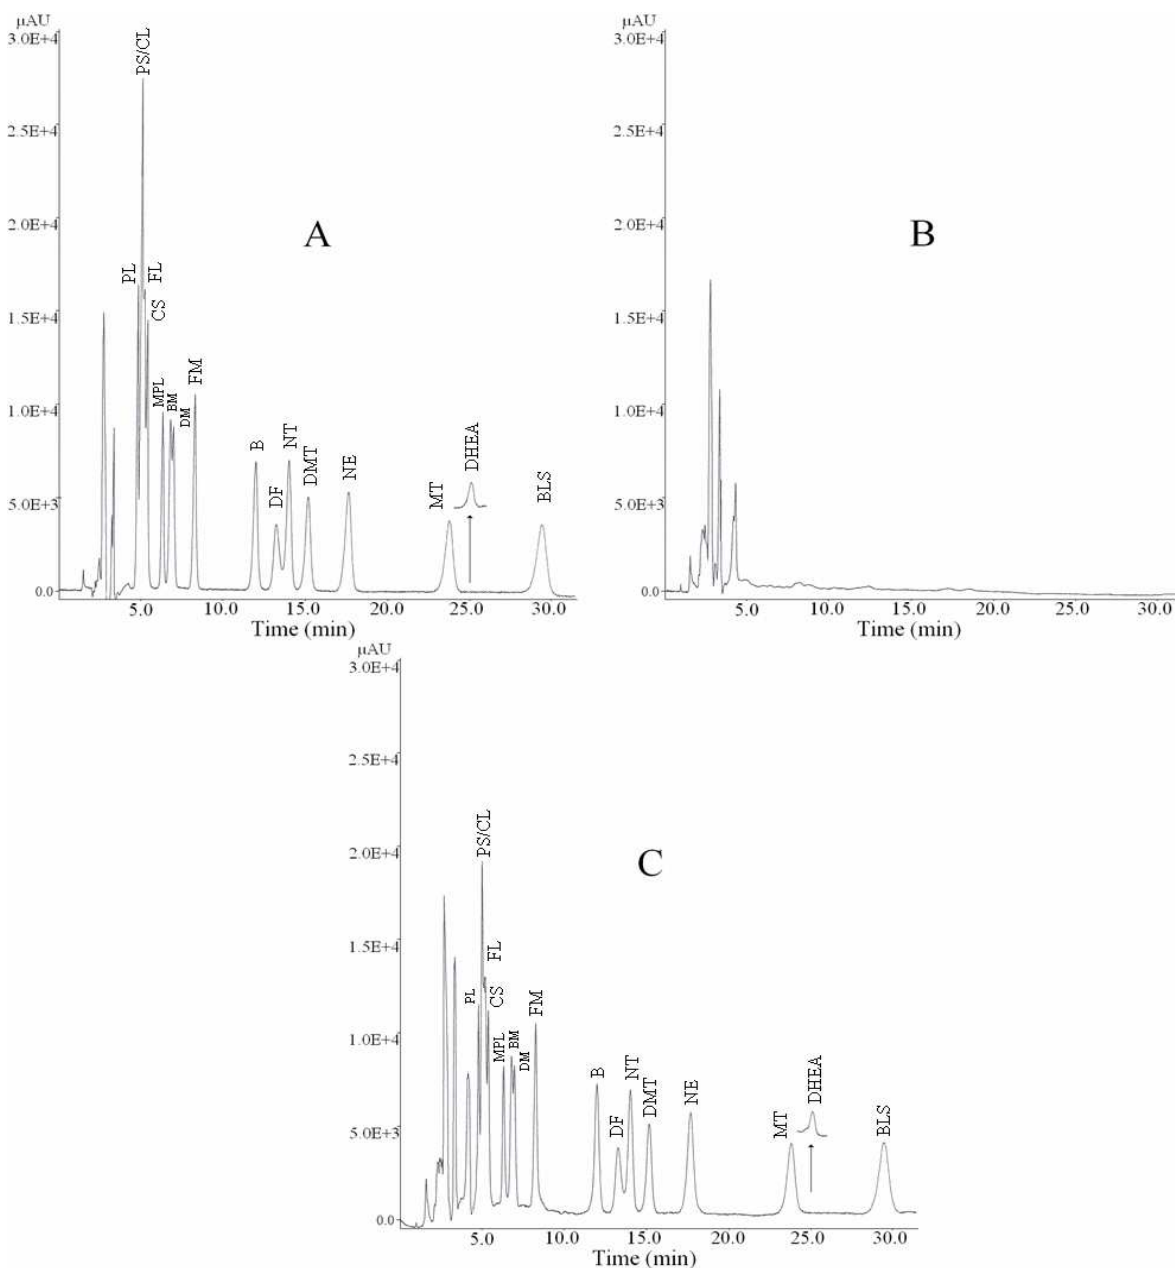 µAU
3.0E+4
2.5E+4
2.0E+4
1.5E+4
1.0E+4
5.0E+3
0.0
PL
PS/CL
FL
CS
MPL
BM
DM
FM
B
DF
NT
DMT
NE
MT
DHEA
BLS
A
5.0
10.0
15.0
20.0
25.0
30.0
Time (min)
µAU
3.0E+4
2.5E+4
2.0E+4
1.5E+4
1.0E+4
5.0E+3
0.0
B
5.0
10.0
15.0
20.0
25.0
30.0
Time (min)
µAU
3.0E+4
2.5E+4
2.0E+4
1.5E+4
1.0E+4
5.0E+3
0.0
PL
PS/CL
FL
CS
MPL
BM
DM
FM
B
DF
NT
DMT
NE
MT
DHEA
BLS
C
5.0
10.0
15.0
20.0
25.0
30.0
Time (min)